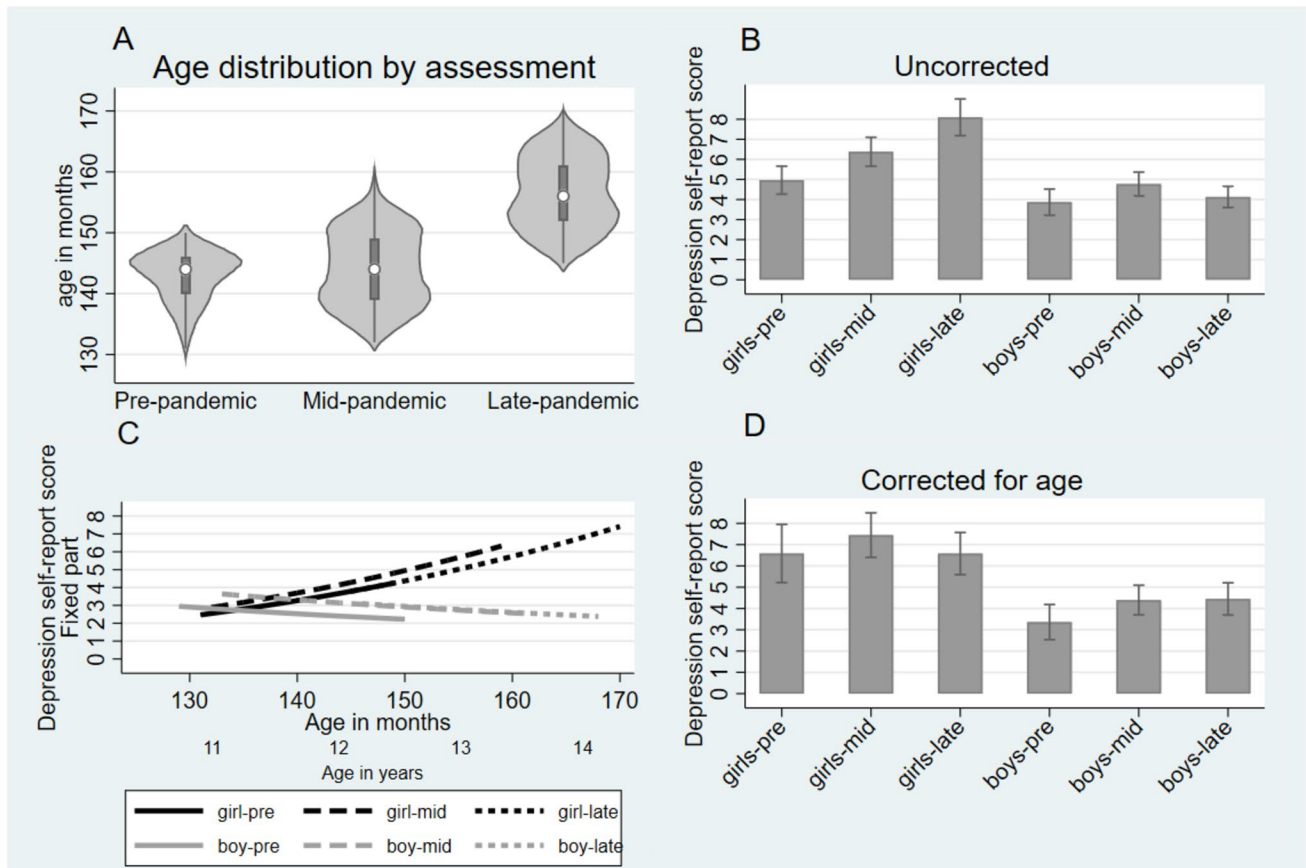 A
Age distribution by assessment
age in months
170
160
150
140
130
Pre-pandemic Mid-pandemic Late-pandemic
B
Uncorrected
Depression self-report score
8
7
6
5
4
3
2
1
0
girls-pre
girls-mid
girls-late
boys-pre
boys-mid
boys-late
C
Depression self-report score
Fixed part
8
7
6
5
4
3
2
1
0
130 140 150 160 170
Age in months
11 12 13 14
Age in years
girl-pre girl-mid girl-late
boy-pre boy-mid boy-late
D
Corrected for age
Depression self-report score
8
7
6
5
4
3
2
1
0
girls-pre
girls-mid
girls-late
boys-pre
boys-mid
boys-late